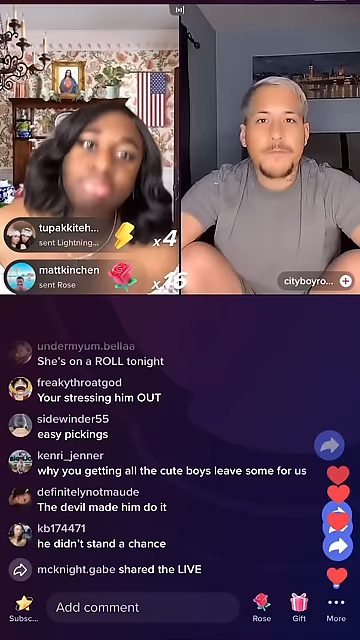 tupakkiteh...
sent Lightning...
x4
mattkinchen
sent Rose
x16
cityboyro...
undermyum.bellaa
She's on a ROLL tonight
freakythroatgod
Your stressing him OUT
sidewinder55
easy pickings
kenri_jenner
why you getting all the cute boys leave some for us
definitelynotmaude
The devil made him do it
kb174471
he didn't stand a chance
mcknight.gabe shared the LIVE
Subsc...
Add comment
Rose
Gift
More